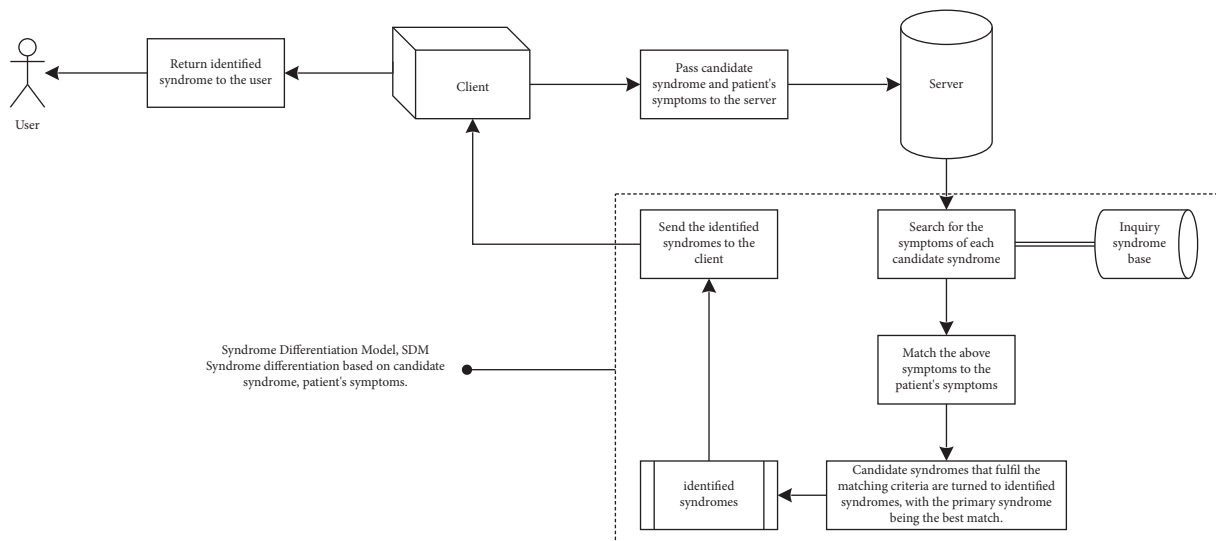 Return identified
syndrome to the user
User
Client
Pass candidate
syndrome and patient's
symptoms to the server
Server
Send the identified
syndromes to the
client
Search for the
symptoms of each
candidate syndrome
Inquiry
syndrome
base
Syndrome Differentiation Model, SDM
Syndrome differentiation based on candidate
syndrome, patient's symptoms.
Match the above
symptoms to the
patient's symptoms
identified
syndromes
Candidate syndromes that fulfil the
matching criteria are turned to identified
syndromes, with the primary syndrome
being the best match.